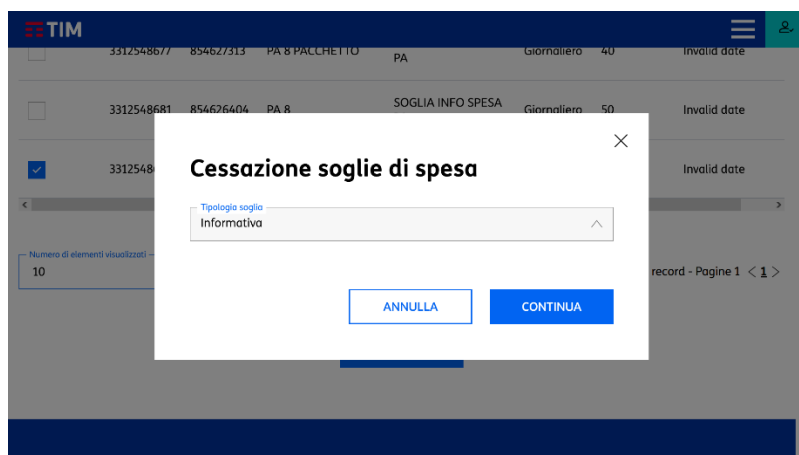 TIM
3312548677 854627313 PA 8 PACCHETTO PA Giornaliero 40 Invalid date
3312548681 854626404 PA 8 SOGLIA INFO SPESA Giornaliero 50 Invalid date
Cessazione soglie di spesa
3312548 Invalid date
Tipologia soglia
Informativa
Numero di elementi visualizzati
10
record - Pagine 1 < 1 >
ANNULLA CONTINUA